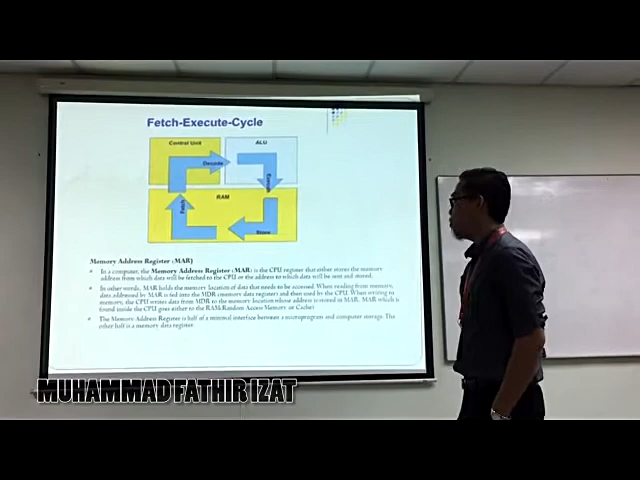 Fetch-Execute-Cycle
Control Unit
ALU
Decode
Execute
RAM
Fetch
Store
Memory Address Register (MAR)
In a computer, the Memory Address Register (MAR) is the CPU register that either stores the memory
address from which data will be fetched to the CPU or the address to which data will be sent and stored.
In other words, MAR holds the memory location of data that needs to be accessed. When reading from memory,
data addressed by MAR is fed into the MDR (memory data register) and then used by the CPU. When writing to
memory, the CPU writes data from MDR to the memory location whose address is stored in MAR. MAR which is
found inside the CPU goes either to the RAM(Random Access Memory or Cache)
The Memory Address Register is half of a minimal interface between a microprogram and computer storage. The
other half is a memory data register
MUHAMMAD FATHIR IZAT